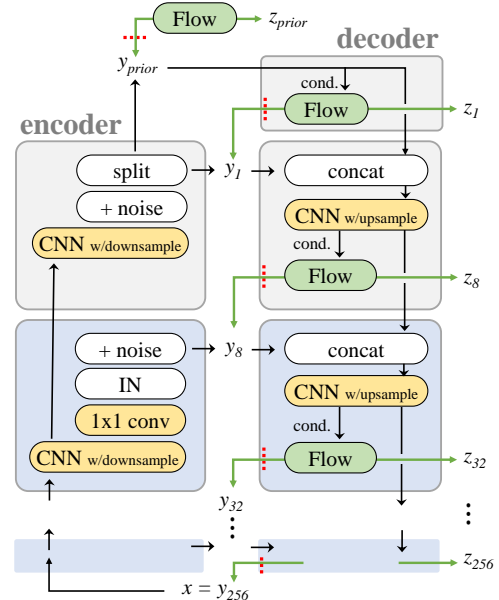 Flow z_prior
decoder
y_prior
cond.
Flow z_1
encoder
split y_1 concat
+ noise
CNN w/upsample
CNN w/downsample
cond.
Flow z_8
+ noise y_8 concat
IN
CNN w/upsample
1x1 conv
cond.
CNN w/downsample
Flow z_32
y_32
⋮ ⋮
z_256
x = y_256